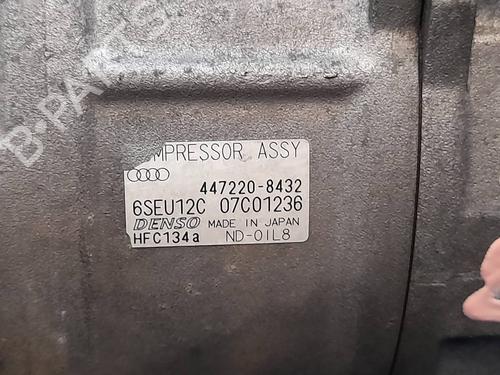 B-PARTS
MPRESSOR ASSY
447220-8432
6SEU12C 07C01236
DENSO MADE IN JAPAN
HFC134a ND-OIL8